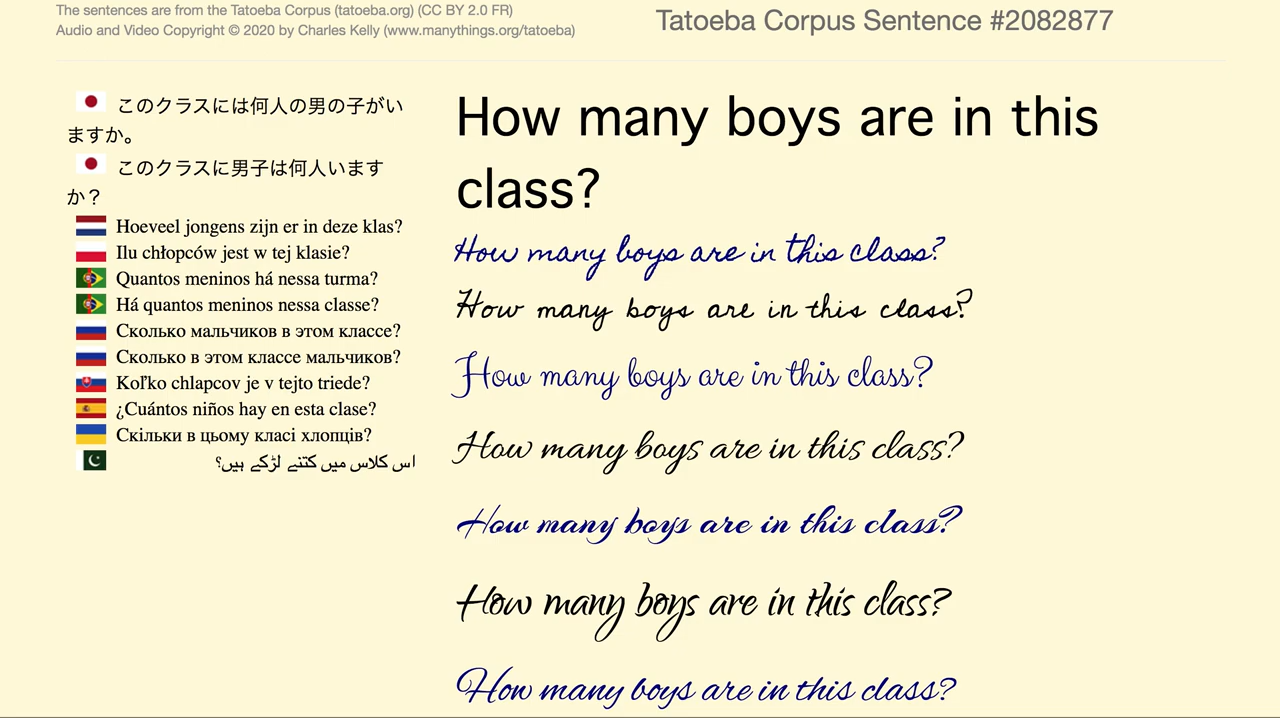 The sentences are from the Tatoeba Corpus (tatoeba.org) (CC BY 2.0 FR)
Audio and Video Copyright © 2020 by Charles Kelly (www.manythings.org/tatoeba)
Tatoeba Corpus Sentence #2082877
このクラスには何人の男の子がい
ますか。
このクラスに男子は何人います
か？
Hoeveel jongens zijn er in deze klas?
Ilu chłopców jest w tej klasie?
Quantos meninos há nessa turma?
Há quantos meninos nessa classe?
Сколько мальчиков в этом классе?
Сколько в этом классе мальчиков?
Koľko chlapcov je v tejto triede?
¿Cuántos niños hay en esta clase?
Скільки в цьому класі хлопців?
اس کلاس میں کتنے لڑکے ہیں؟
How many boys are in this
class?
How many boys are in this class?
How many boys are in this class?
How many boys are in this class?
How many boys are in this class?
How many boys are in this class?
How many boys are in this class?
How many boys are in this class?